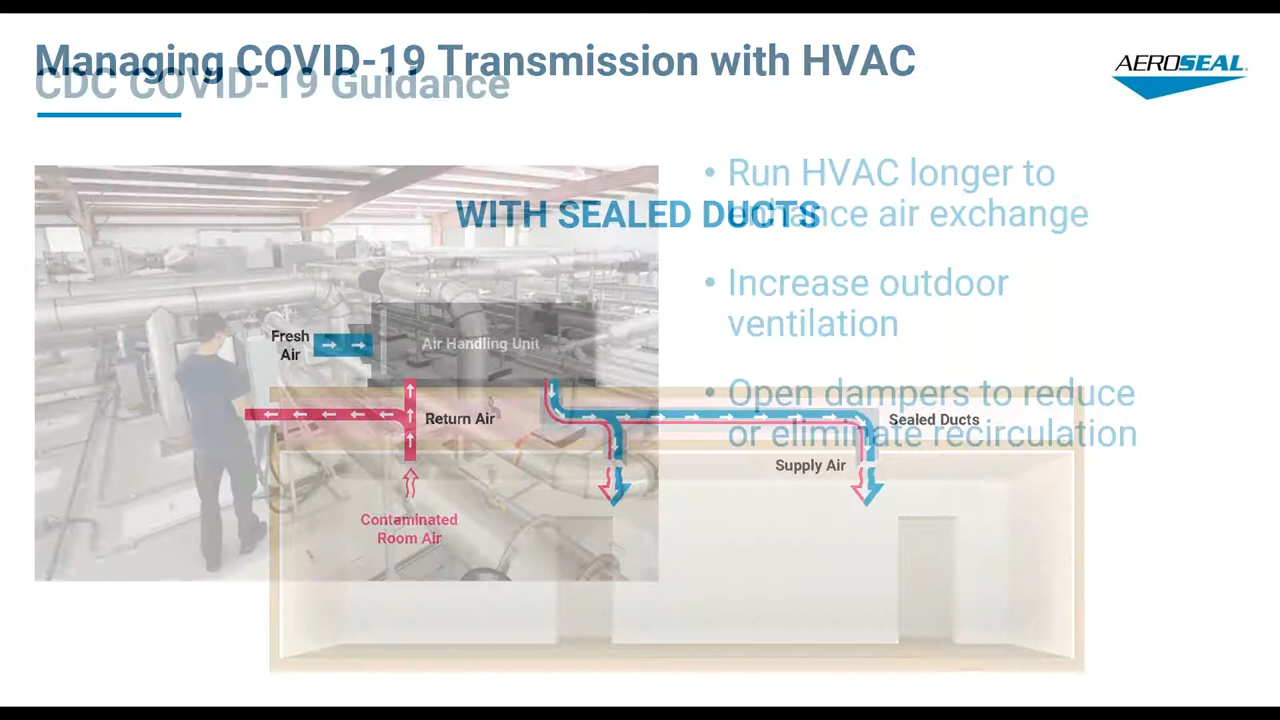 Managing COVID-19 Transmission with HVAC
CDC COVID-19 Guidance
AEROSEAL
• Run HVAC longer to
enhance air exchange
WITH SEALED DUCTS
• Increase outdoor
ventilation
Fresh
Air
Air Handling Unit
• Open dampers to reduce
or eliminate recirculation
Return Air
Sealed Ducts
Supply Air
Contaminated
Room Air